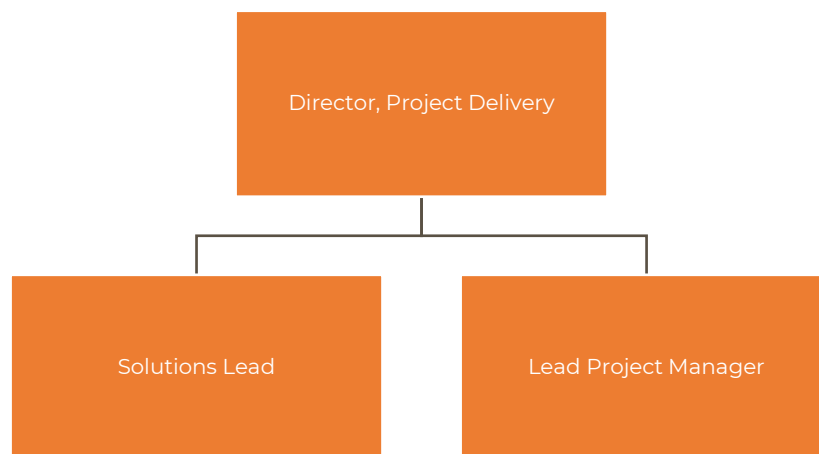 Director, Project Delivery
Solutions Lead
Lead Project Manager